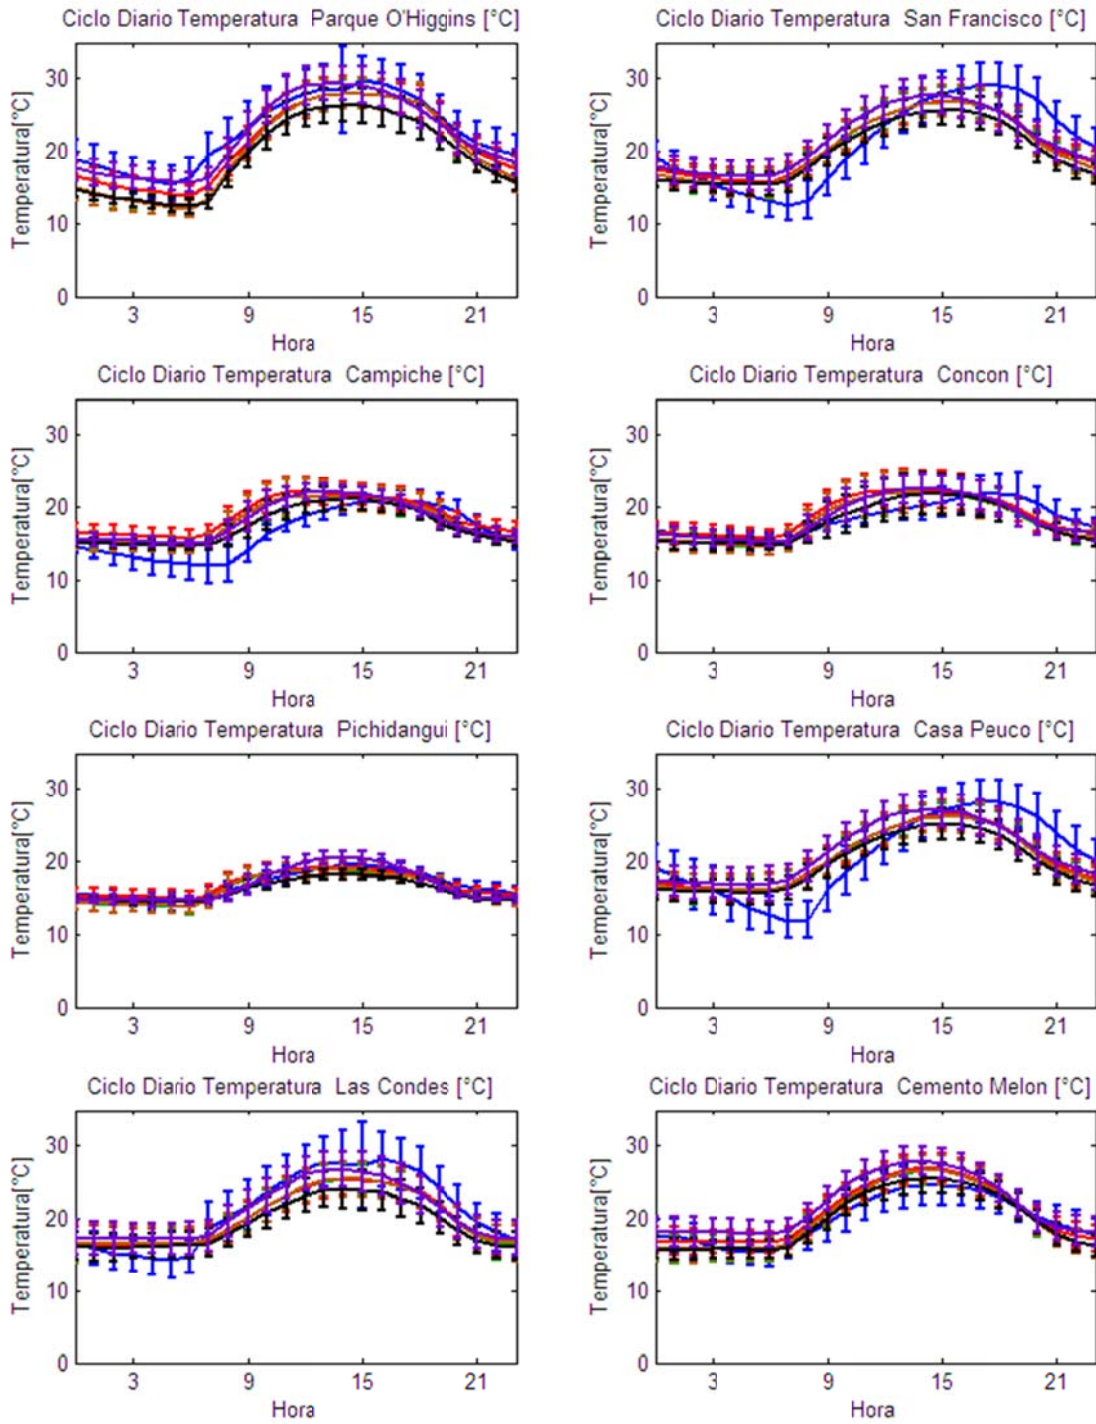 Ciclo Diario Temperatura Parque O'Higgins [°C]
Temperatura[°C]
30
20
10
0
3 9 15 21
Hora
Ciclo Diario Temperatura San Francisco [°C]
Temperatura[°C]
30
20
10
0
3 9 15 21
Hora
Ciclo Diario Temperatura Campiche [°C]
Temperatura[°C]
30
20
10
0
3 9 15 21
Hora
Ciclo Diario Temperatura Concon [°C]
Temperatura[°C]
30
20
10
0
3 9 15 21
Hora
Ciclo Diario Temperatura Pichidangui [°C]
Temperatura[°C]
30
20
10
0
3 9 15 21
Hora
Ciclo Diario Temperatura Casa Peuco [°C]
Temperatura[°C]
30
20
10
0
3 9 15 21
Hora
Ciclo Diario Temperatura Las Condes [°C]
Temperatura[°C]
30
20
10
0
3 9 15 21
Hora
Ciclo Diario Temperatura Cemento Melon [°C]
Temperatura[°C]
30
20
10
0
3 9 15 21
Hora